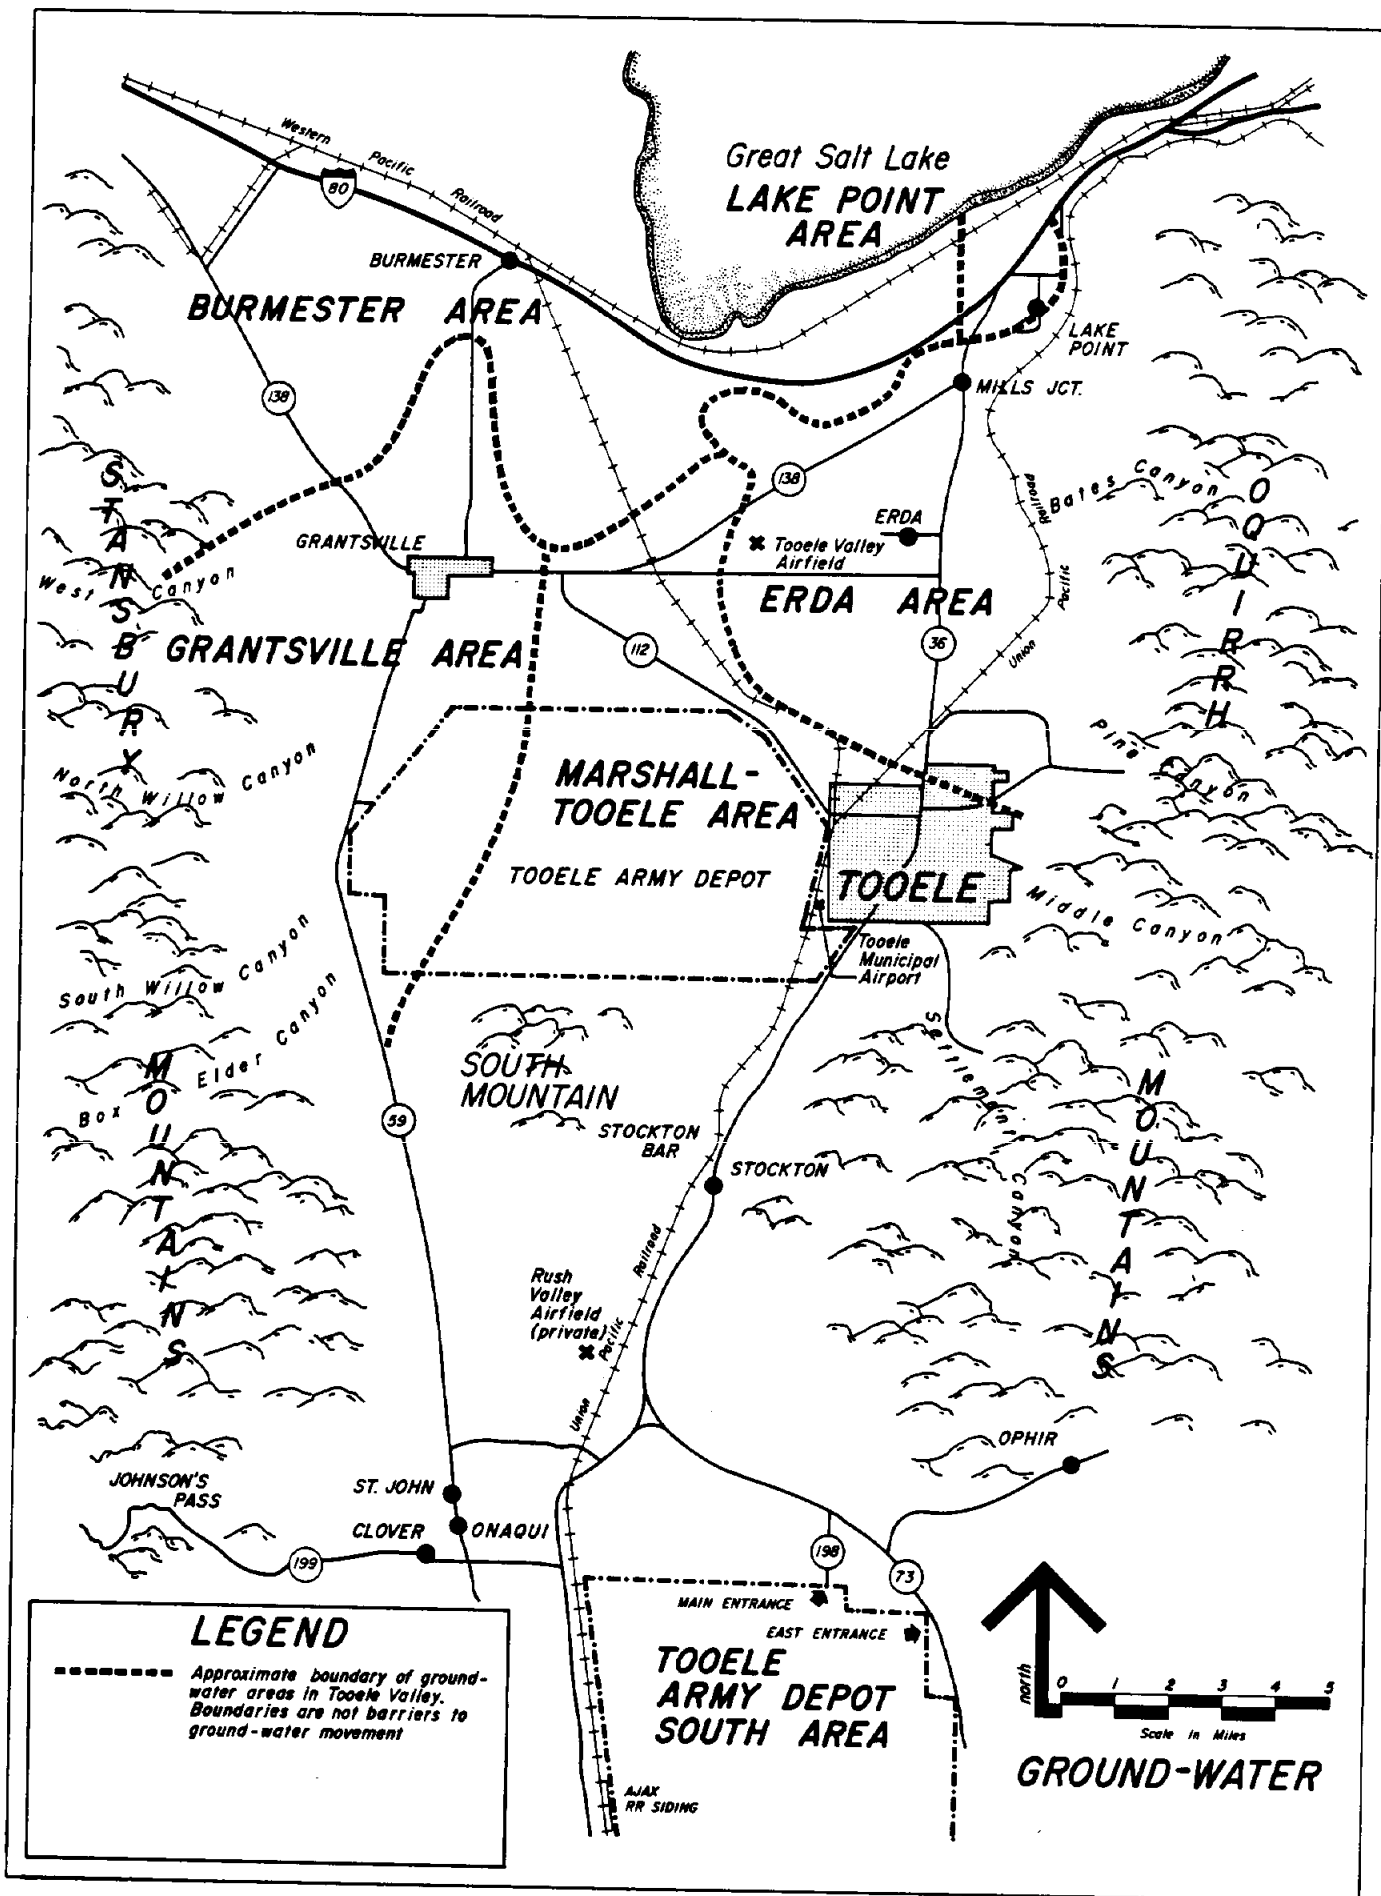 Great Salt Lake
LAKE POINT
AREA
Western Pacific Railroad
80
BURMESTER
BURMESTER AREA
LAKE
POINT
138
MILLS JCT.
138
Bates Canyon
ERDA
Tooele Valley
Airfield
GRANTSVILLE
West Canyon
ERDA AREA
GRANTSVILLE AREA
112
36
Union Pacific Railroad
STANSBURY
OQUIRRH
North Willow Canyon
Pine Canyon
MARSHALL-
TOOELE AREA
TOOELE ARMY DEPOT
TOOELE
Middle Canyon
Tooele
Municipal
Airport
South Willow Canyon
Box Elder Canyon
Settlement Canyon
SOUTH
MOUNTAIN
MOUNTAINS
MOUNTAINS
59
STOCKTON
BAR
STOCKTON
Rush
Valley
Airfield
(private)
Union Pacific Railroad
OPHIR
JOHNSON'S
PASS
ST. JOHN
CLOVER
ONAQUI
199
198
73
MAIN ENTRANCE
EAST ENTRANCE
TOOELE
ARMY DEPOT
SOUTH AREA
AJAX
RR SIDING
LEGEND
Approximate boundary of ground-
water areas in Tooele Valley.
Boundaries are not barriers to
ground-water movement
north
0 1 2 3 4 5
Scale in Miles
GROUND-WATER